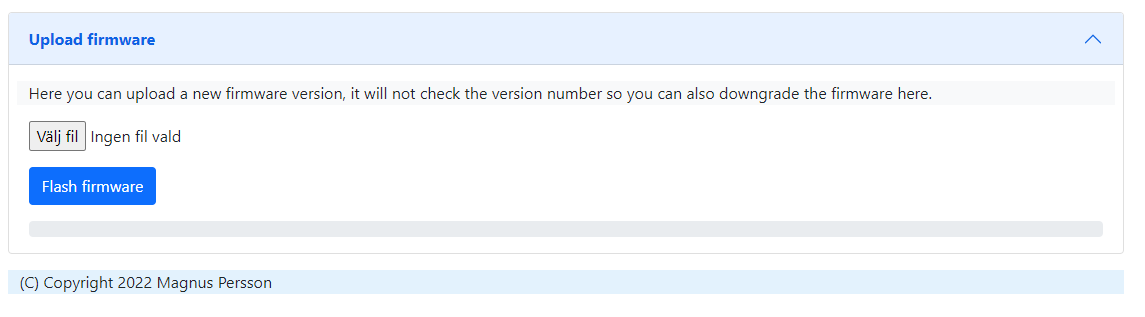 Upload firmware
Here you can upload a new firmware version, it will not check the version number so you can also downgrade the firmware here.
Välj fil Ingen fil vald
Flash firmware
(C) Copyright 2022 Magnus Persson